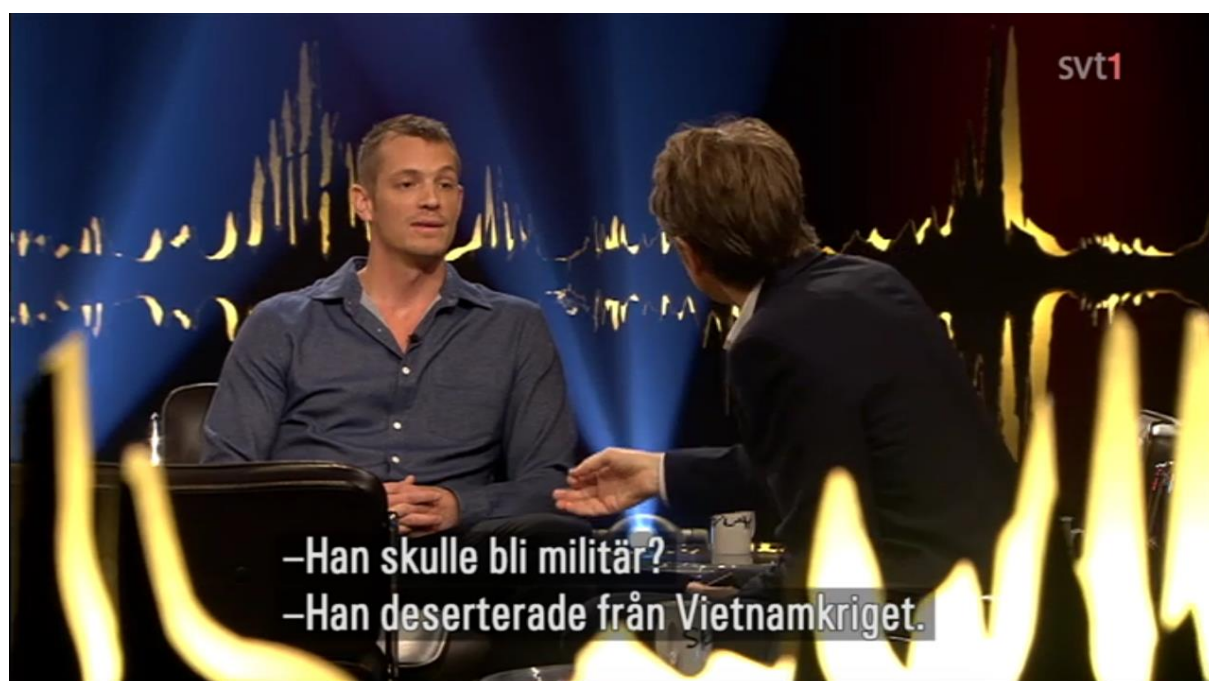 svt1
–Han skulle bli militär?
–Han deserterade från Vietnamkriget.